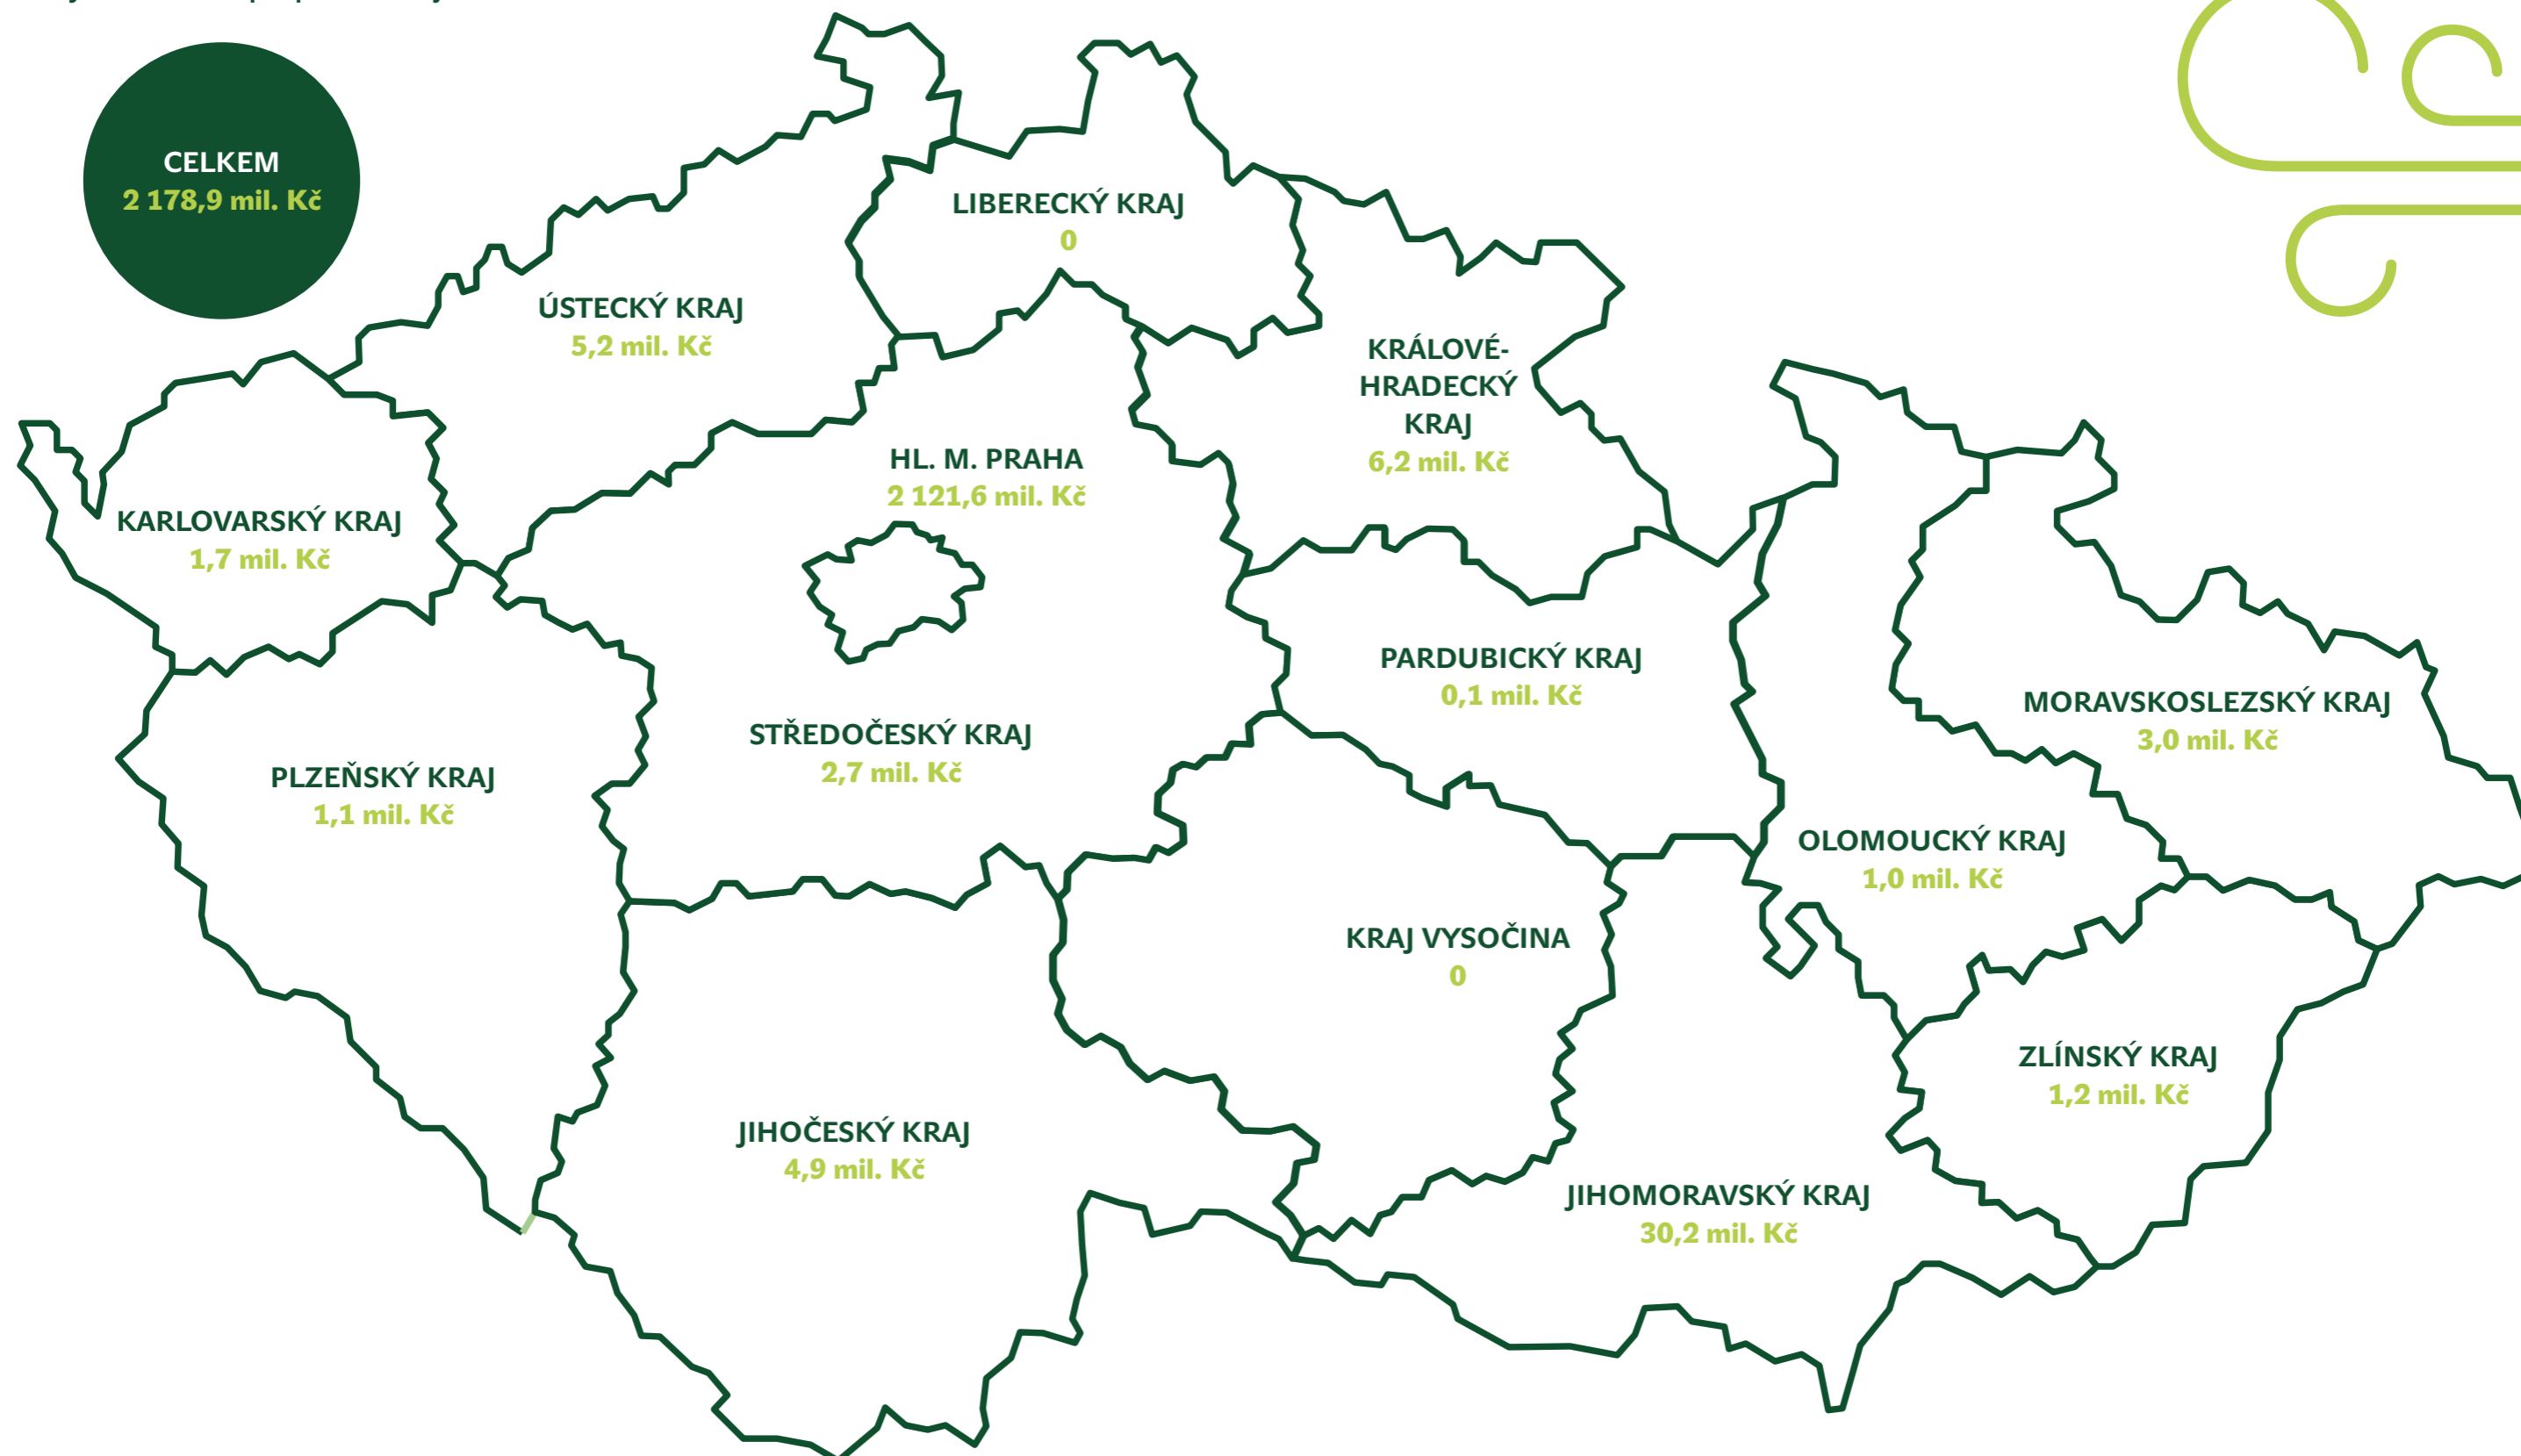 CELKEM
2 178,9 mil. Kč
LIBERECKÝ KRAJ
0
ÚSTECKÝ KRAJ
5,2 mil. Kč
KRÁLOVÉ-
HRADECKÝ
KRAJ
6,2 mil. Kč
HL. M. PRAHA
2 121,6 mil. Kč
KARLOVARSKÝ KRAJ
1,7 mil. Kč
PARDUBICKÝ KRAJ
0,1 mil. Kč
MORAVSKOSLEZSKÝ KRAJ
3,0 mil. Kč
STŘEDOČESKÝ KRAJ
2,7 mil. Kč
PLZEŇSKÝ KRAJ
1,1 mil. Kč
OLOMOUCKÝ KRAJ
1,0 mil. Kč
KRAJ VYSOČINA
0
ZLÍNSKÝ KRAJ
1,2 mil. Kč
JIHOČESKÝ KRAJ
4,9 mil. Kč
JIHOMORAVSKÝ KRAJ
30,2 mil. Kč